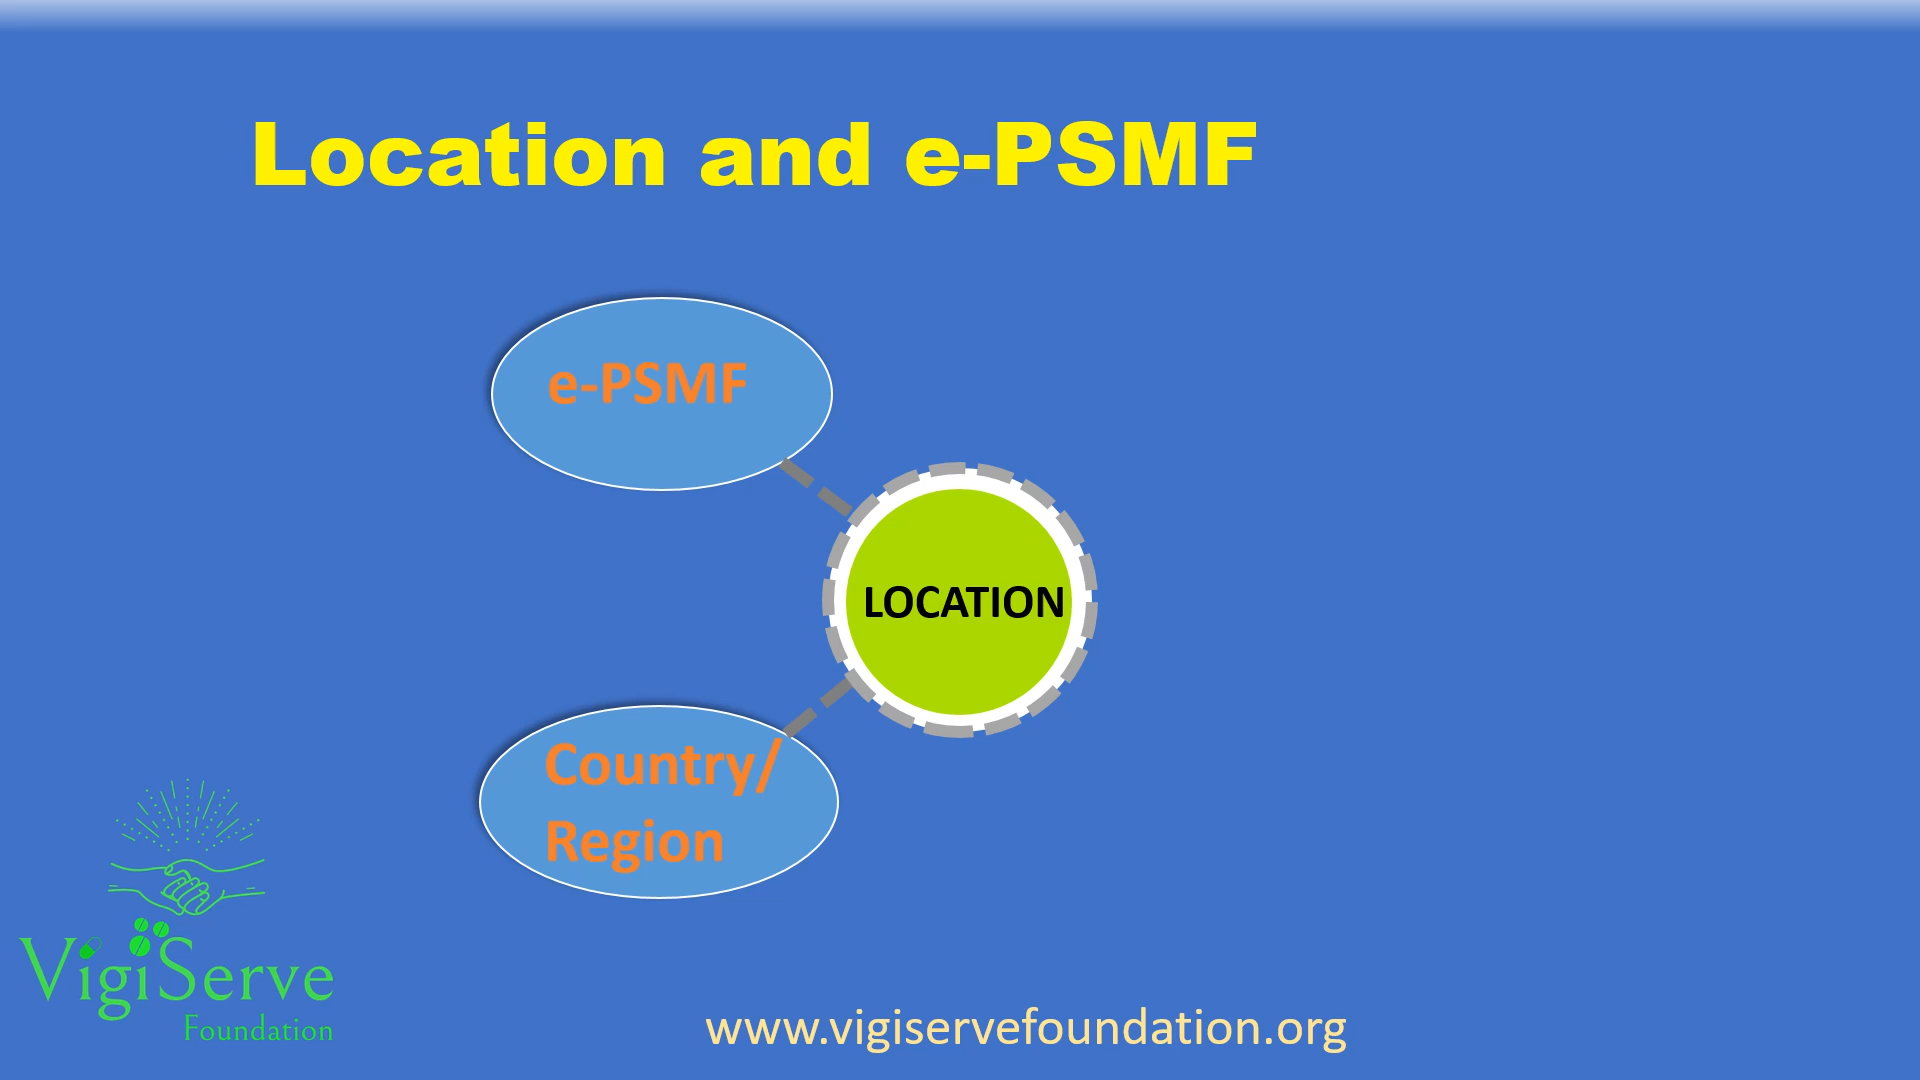 Location and e-PSMF
e-PSMF
LOCATION
Country/
Region
VigiServe
Foundation
www.vigiservefoundation.org